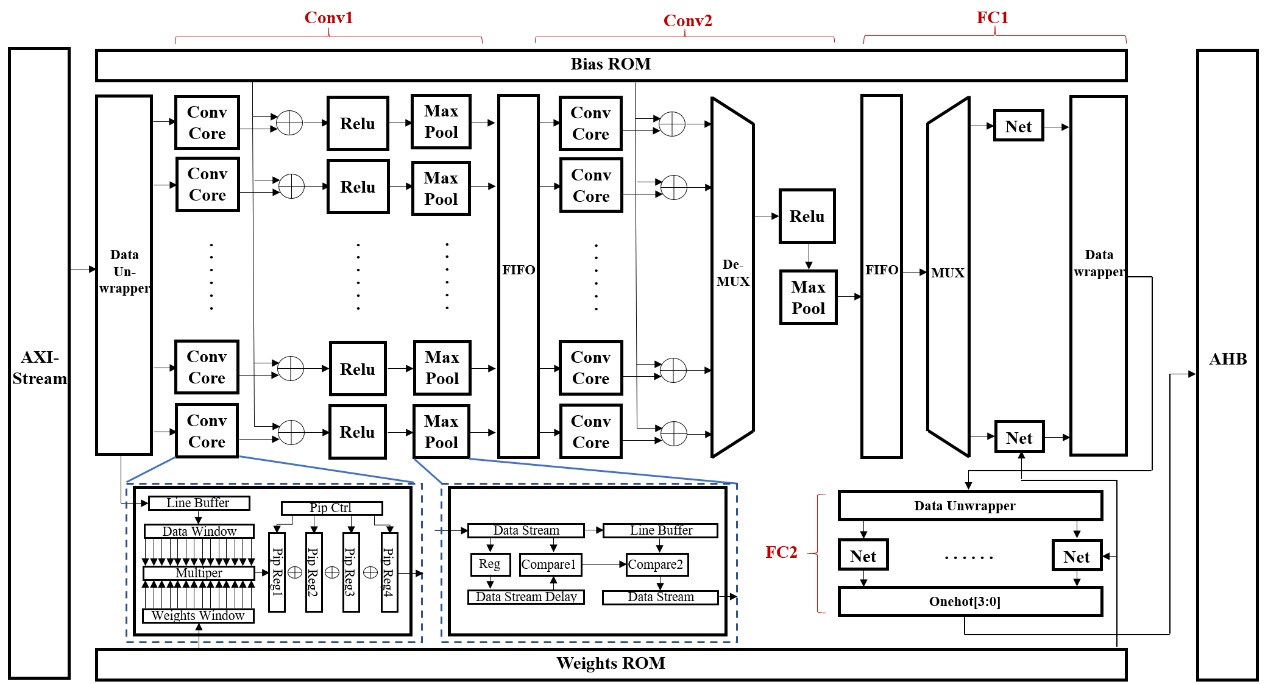 Conv1
Conv2
FC1
Bias ROM
AXI-
Stream
Data
Un-
wrapper
Conv
Core
Relu
Max
Pool
Conv
Core
Relu
Max
Pool
Conv
Core
Relu
Max
Pool
Conv
Core
Relu
Max
Pool
FIFO
Conv
Core
Conv
Core
Conv
Core
Conv
Core
De-
MUX
Relu
Max
Pool
FIFO
MUX
Net
Net
Data
wrapper
AHB
Line Buffer
Data Window
Multiper
Weights Window
Pip Ctrl
Pip Reg1
Pip Reg2
Pip Reg3
Pip Reg4
Data Stream
Line Buffer
Reg
Compare1
Compare2
Data Stream Delay
Data Stream
FC2
Data Unwrapper
Net
......
Net
Onehot[3:0]
Weights ROM